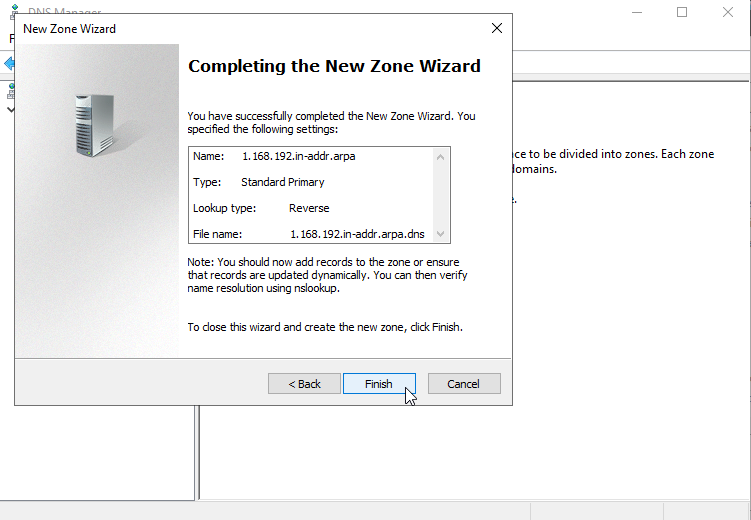 DNS Manager
New Zone Wizard
F
Completing the New Zone Wizard
You have successfully completed the New Zone Wizard. You
specified the following settings:
Name: 1.168.192.in-addr.arpa
Type: Standard Primary
Lookup type: Reverse
File name: 1.168.192.in-addr.arpa.dns
Note: You should now add records to the zone or ensure
that records are updated dynamically. You can then verify
name resolution using nslookup.
To close this wizard and create the new zone, click Finish.
< Back Finish Cancel
ce to be divided into zones. Each zone
domains.
e.